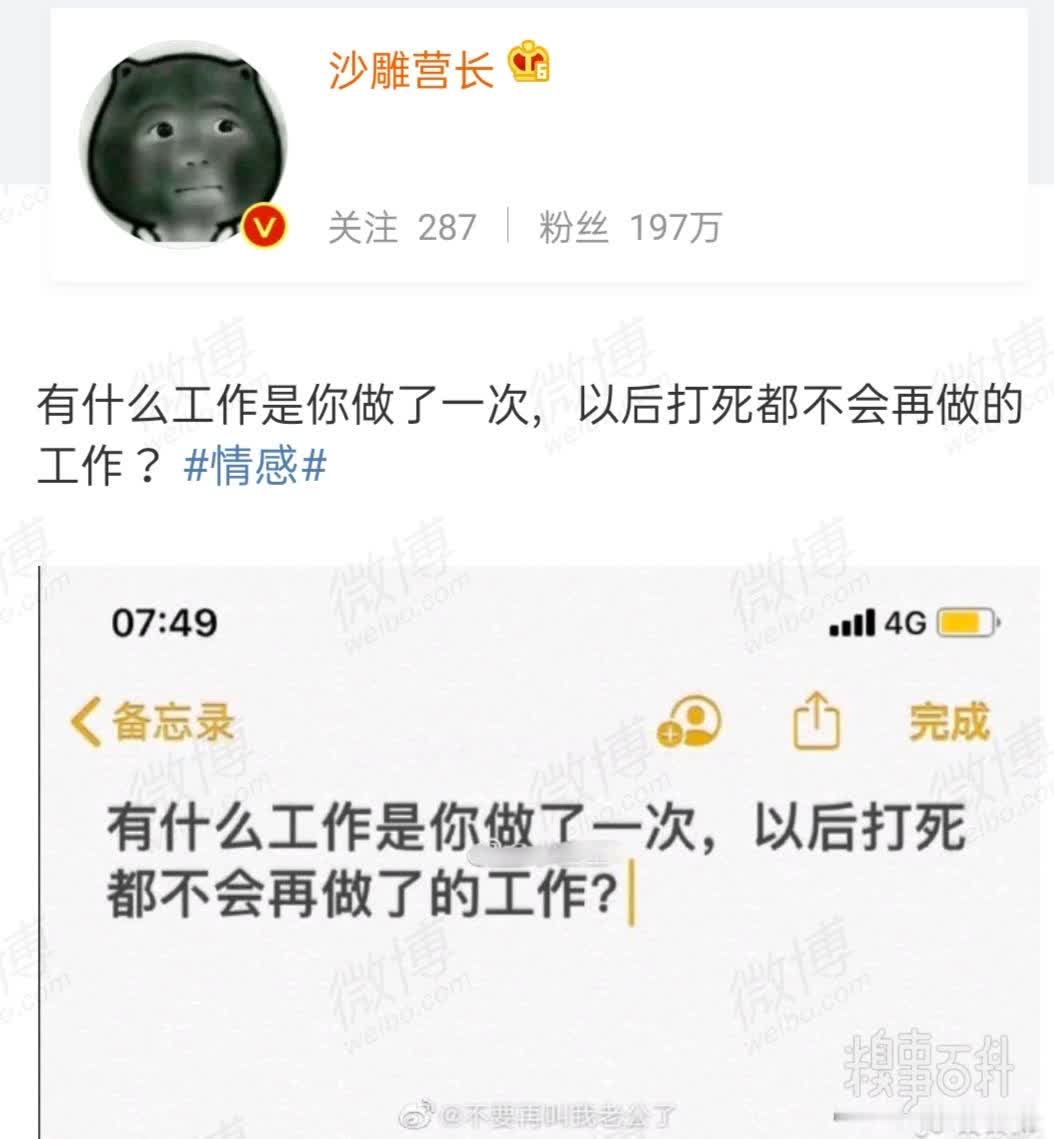 沙雕营长
关注 287 粉丝 197万
有什么工作是你做了一次，以后打死都不会再做的
工作？ #情感#
07:49 4G
备忘录 完成
有什么工作是你做了一次，以后打死
都不会再做了的工作?
糗事百科
@不要再叫我老公了
微博
weibo.com